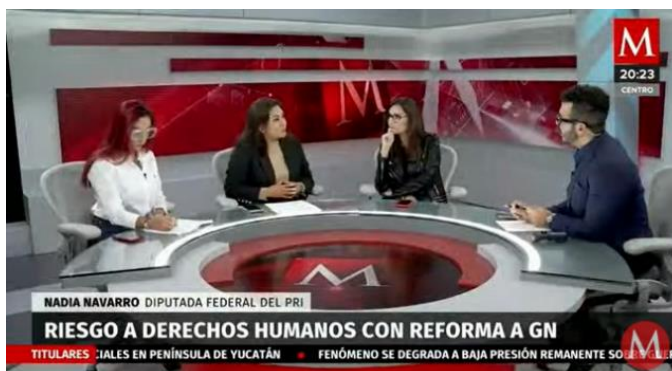 M
20:23
CENTRO
M
M
NADIA NAVARRO DIPUTADA FEDERAL DEL PRI
RIESGO A DERECHOS HUMANOS CON REFORMA A GN
M
TITULARES CIALES EN PENÍNSULA DE YUCATÁN • FENÓMENO SE DEGRADA A BAJA PRESIÓN REMANENTE